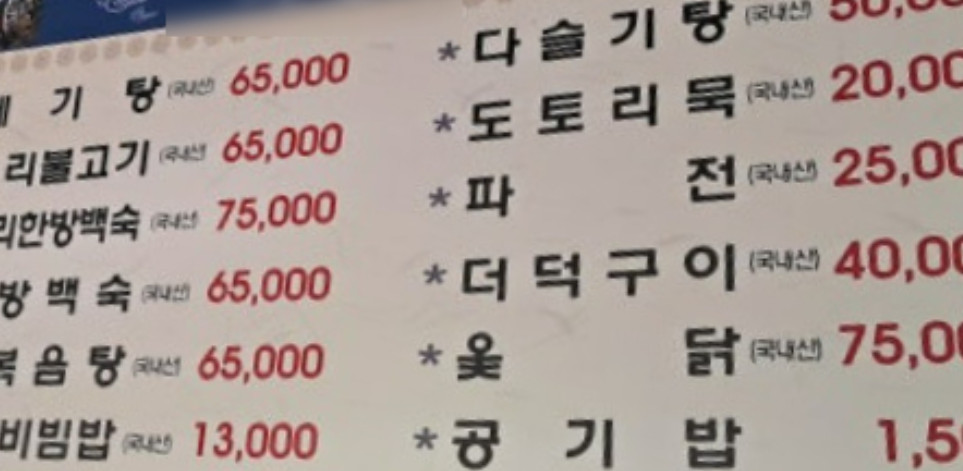 기 탕 (국내산) 65,000
리불고기 (국내산) 65,000
리한방백숙 (국내산) 75,000
방 백 숙 (국내산) 65,000
볶 음 탕 (국내산) 65,000
비빔밥 (국내산) 13,000
*다 슬 기 탕 (국내산) 50,0
*도 토 리 묵 (국내산) 20,00
*파 전 (국내산) 25,00
*더 덕 구 이 (국내산) 40,00
*옻 닭 (국내산) 75,00
*공 기 밥 1,5